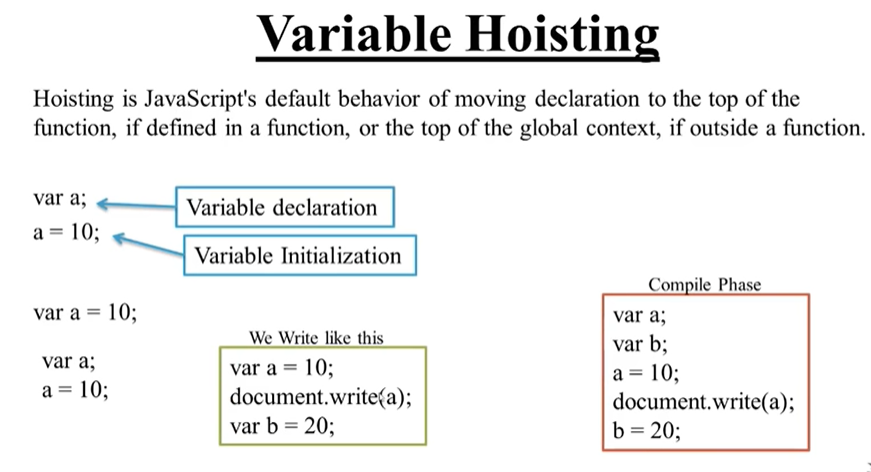 Variable Hoisting
Hoisting is JavaScript's default behavior of moving declaration to the top of the
function, if defined in a function, or the top of the global context, if outside a function.
var a;
Variable declaration
a = 10;
Variable Initialization
var a = 10;
var a;
a = 10;
We Write like this
var a = 10;
document.write(a);
var b = 20;
Compile Phase
var a;
var b;
a = 10;
document.write(a);
b = 20;